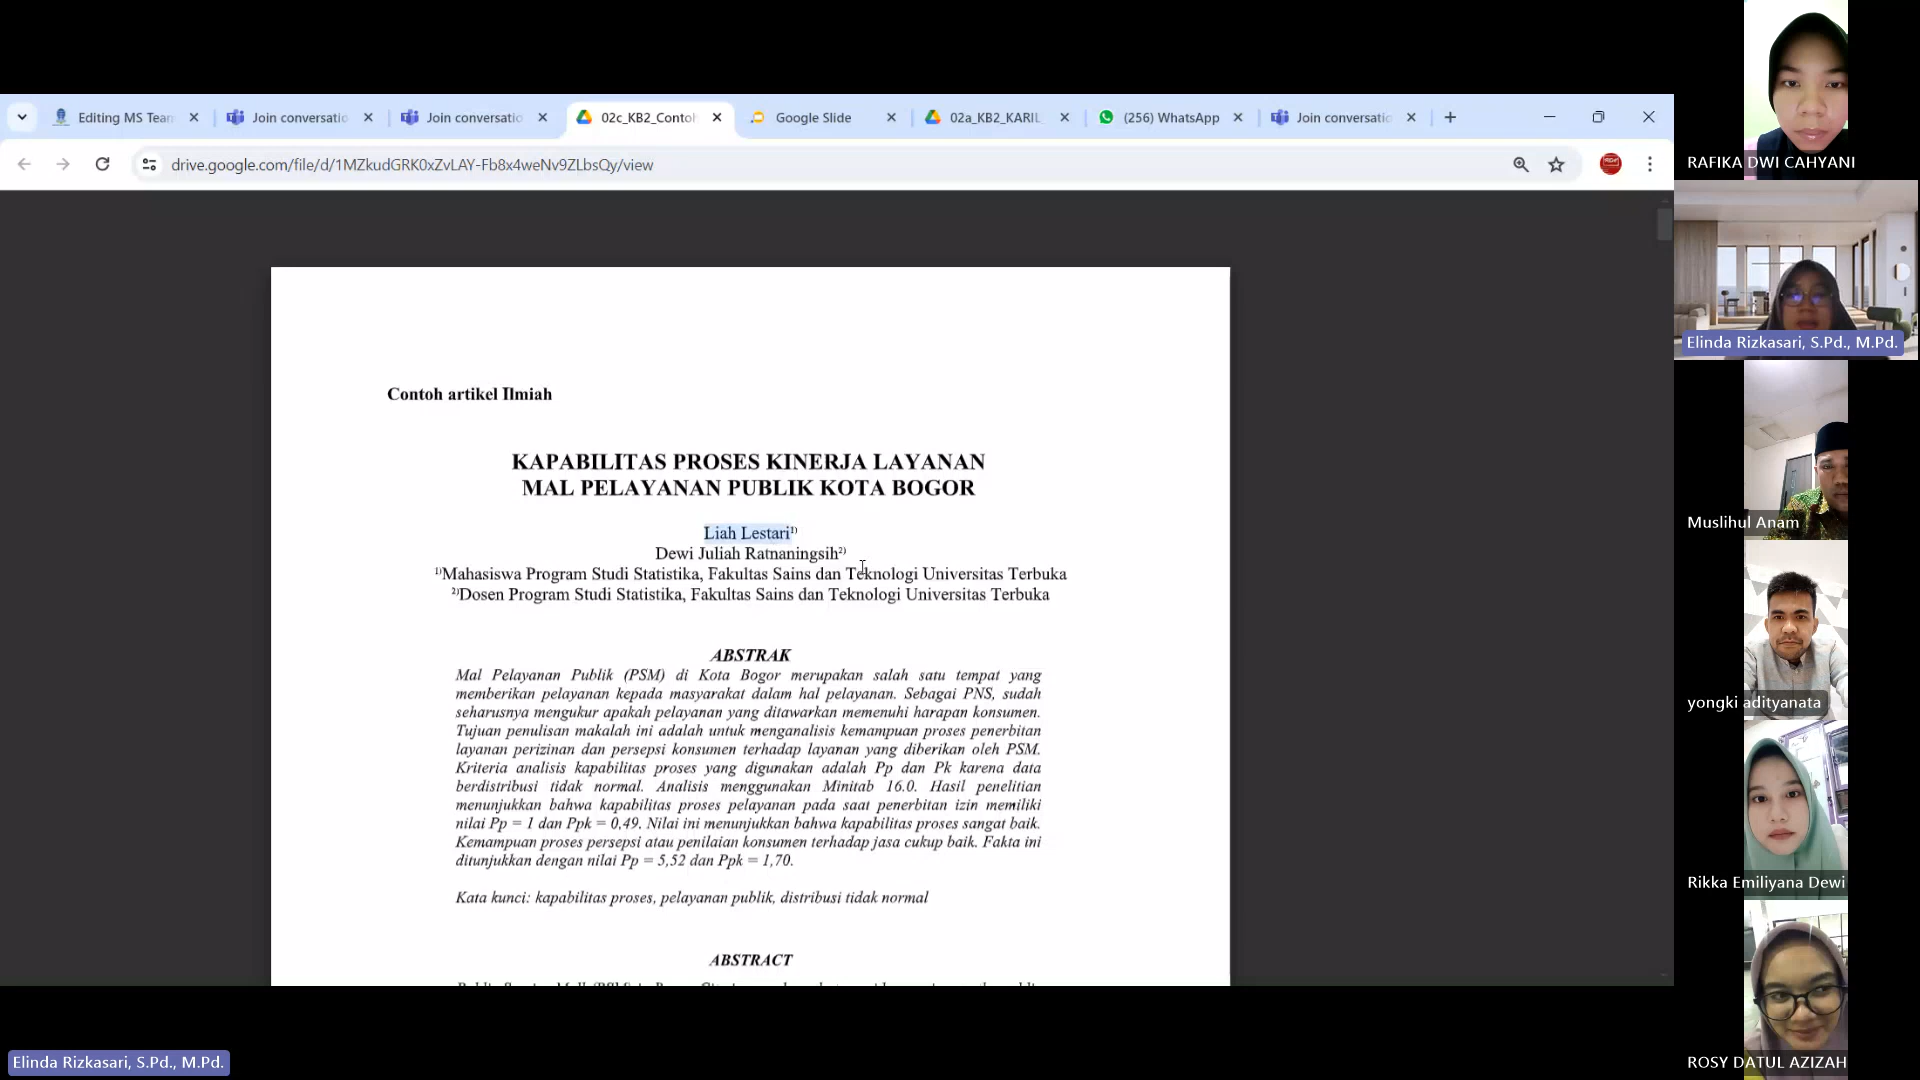 Editing MS Team
Join conversatio
Join conversatio
02c_KB2_Contoh
Google Slide
02a_KB2_KARIL
(256) WhatsApp
Join conversatio
drive.google.com/file/d/1MZkudGRK0xZvLAY-Fb8x4weNv9ZLbsQy/view
Contoh artikel Ilmiah
KAPABILITAS PROSES KINERJA LAYANAN
MAL PELAYANAN PUBLIK KOTA BOGOR
Liah Lestari¹⁾
Dewi Juliah Ratnaningsih²⁾
¹⁾Mahasiswa Program Studi Statistika, Fakultas Sains dan Teknologi Universitas Terbuka
²⁾Dosen Program Studi Statistika, Fakultas Sains dan Teknologi Universitas Terbuka
ABSTRAK
Mal Pelayanan Publik (PSM) di Kota Bogor merupakan salah satu tempat yang
memberikan pelayanan kepada masyarakat dalam hal pelayanan. Sebagai PNS, sudah
seharusnya mengukur apakah pelayanan yang ditawarkan memenuhi harapan konsumen.
Tujuan penulisan makalah ini adalah untuk menganalisis kemampuan proses penerbitan
layanan perizinan dan persepsi konsumen terhadap layanan yang diberikan oleh PSM.
Kriteria analisis kapabilitas proses yang digunakan adalah Pp dan Pk karena data
berdistribusi tidak normal. Analisis menggunakan Minitab 16.0. Hasil penelitian
menunjukkan bahwa kapabilitas proses pelayanan pada saat penerbitan izin memiliki
nilai Pp = 1 dan Ppk = 0,49. Nilai ini menunjukkan bahwa kapabilitas proses sangat baik.
Kemampuan proses persepsi atau penilaian konsumen terhadap jasa cukup baik. Fakta ini
ditunjukkan dengan nilai Pp = 5,52 dan Ppk = 1,70.
Kata kunci: kapabilitas proses, pelayanan publik, distribusi tidak normal
ABSTRACT
RAFIKA DWI CAHYANI
Elinda Rizkasari, S.Pd., M.Pd.
Muslihul Anam
yongki adityanata
Rikka Emiliyana Dewi
ROSY DATUL AZIZAH
Elinda Rizkasari, S.Pd., M.Pd.